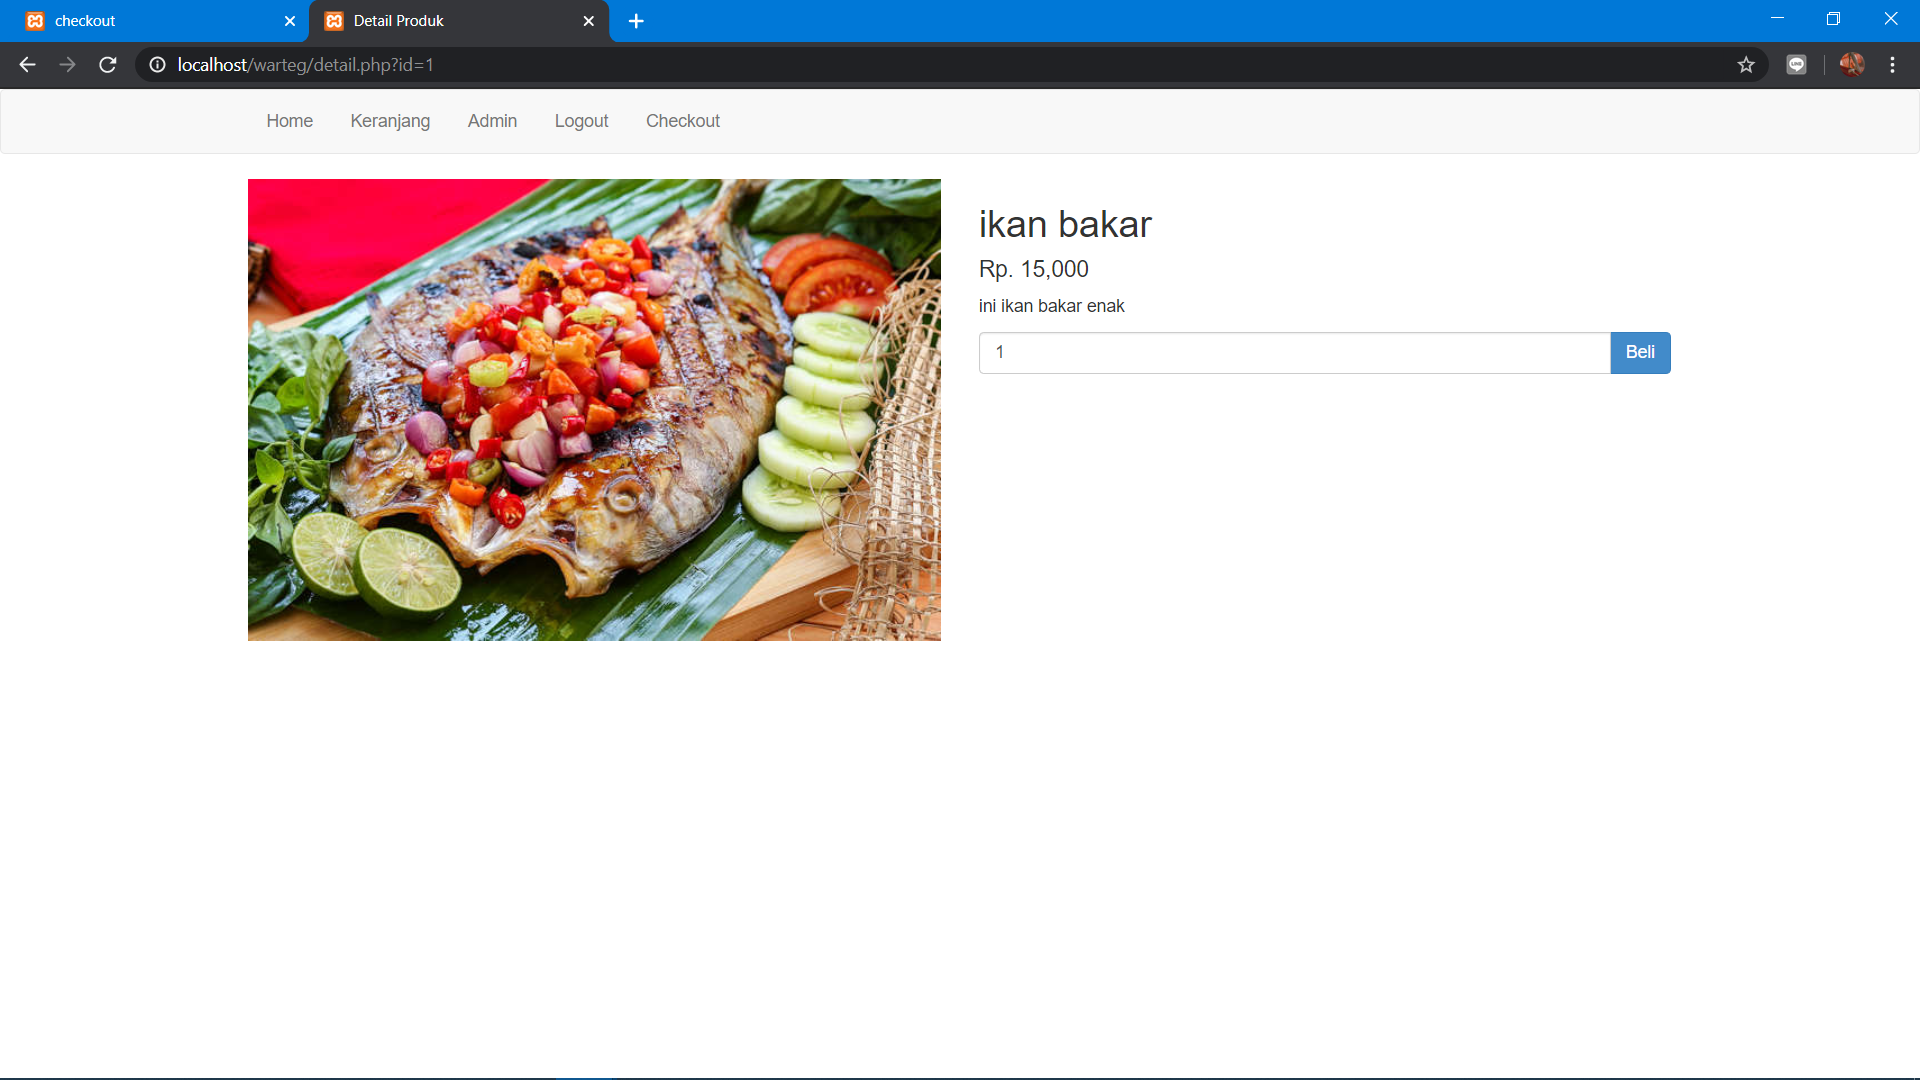 checkout
Detail Produk
localhost/warteg/detail.php?id=1
Home Keranjang Admin Logout Checkout
ikan bakar
Rp. 15,000
ini ikan bakar enak
1 Beli